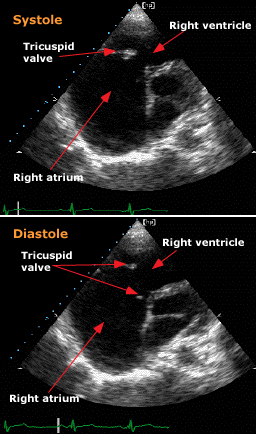 Systole
Right ventricle
Tricuspid
valve
Right atrium
Diastole
Right ventricle
Tricuspid
valve
Right atrium